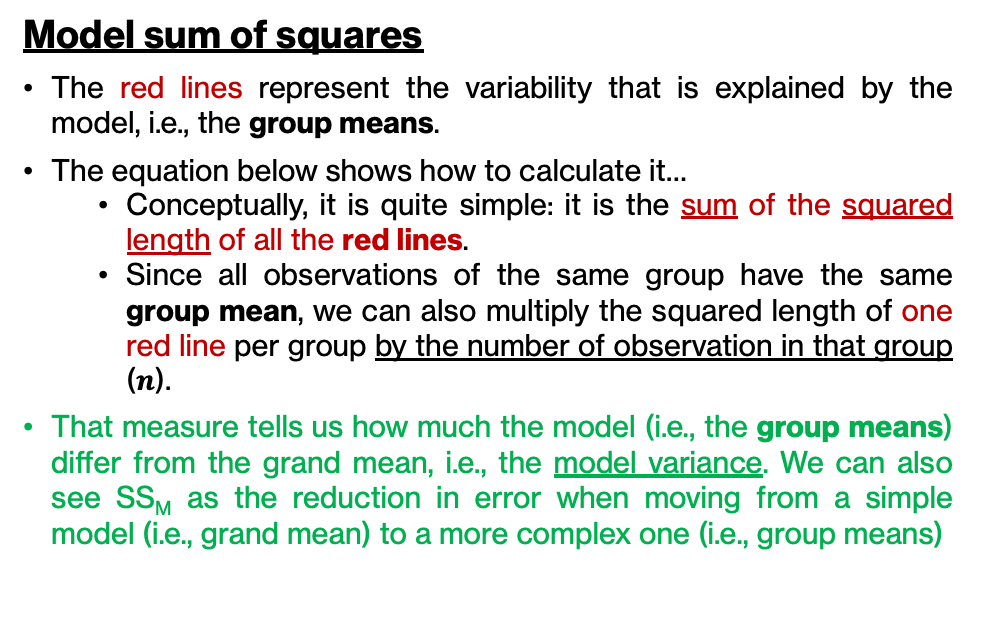 Model sum of squares
• The red lines represent the variability that is explained by the
model, i.e., the group means.
• The equation below shows how to calculate it...
• Conceptually, it is quite simple: it is the sum of the squared
length of all the red lines.
• Since all observations of the same group have the same
group mean, we can also multiply the squared length of one
red line per group by the number of observation in that group
(n).
• That measure tells us how much the model (i.e., the group means)
differ from the grand mean, i.e., the model variance. We can also
see SSM as the reduction in error when moving from a simple
model (i.e., grand mean) to a more complex one (i.e., group means)